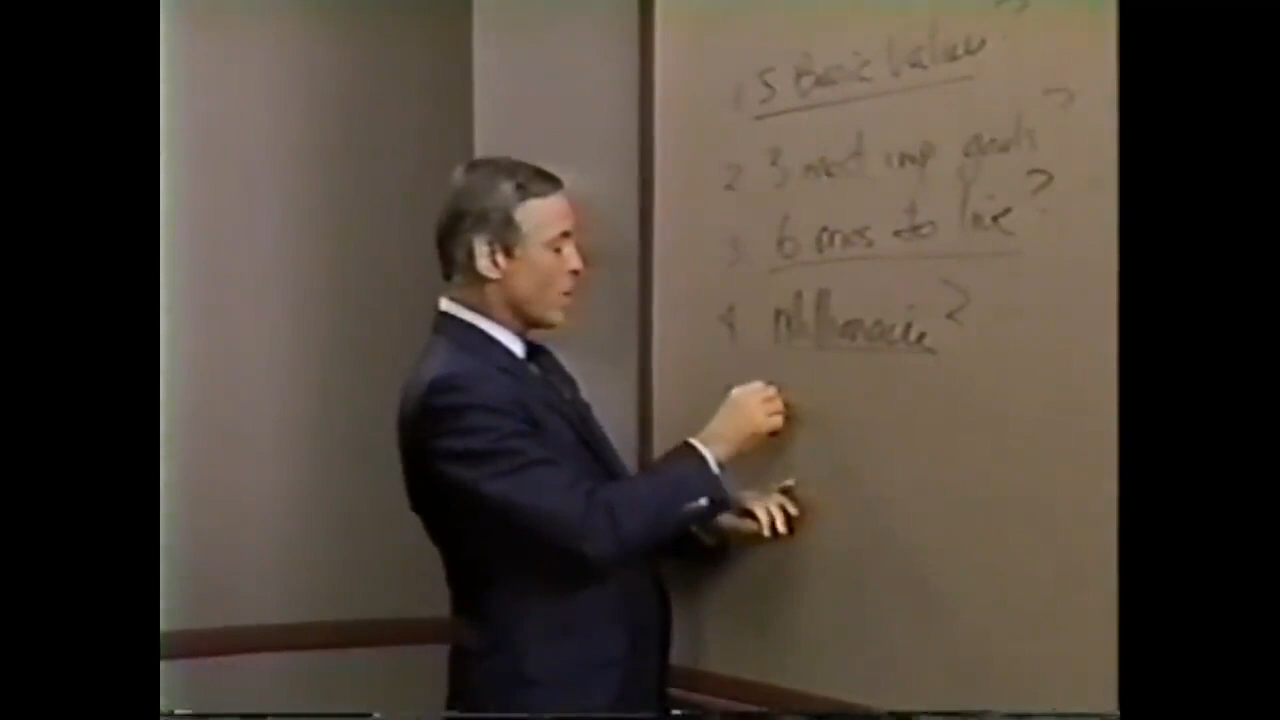 1 5 Basic Values?
2 3 most imp goals?
3 6 mos to live?
4 Millionaire?